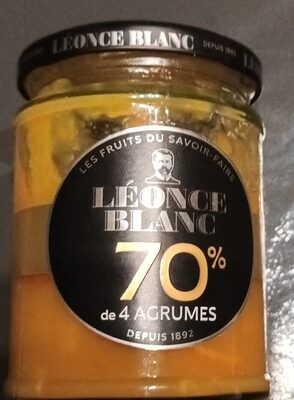 LÉONCE BLANC
DEPUIS 1892
LES FRUITS DU SAVOIR-FAIRE
LÉONCE
BLANC
70%
de 4 AGRUMES
DEPUIS 1892